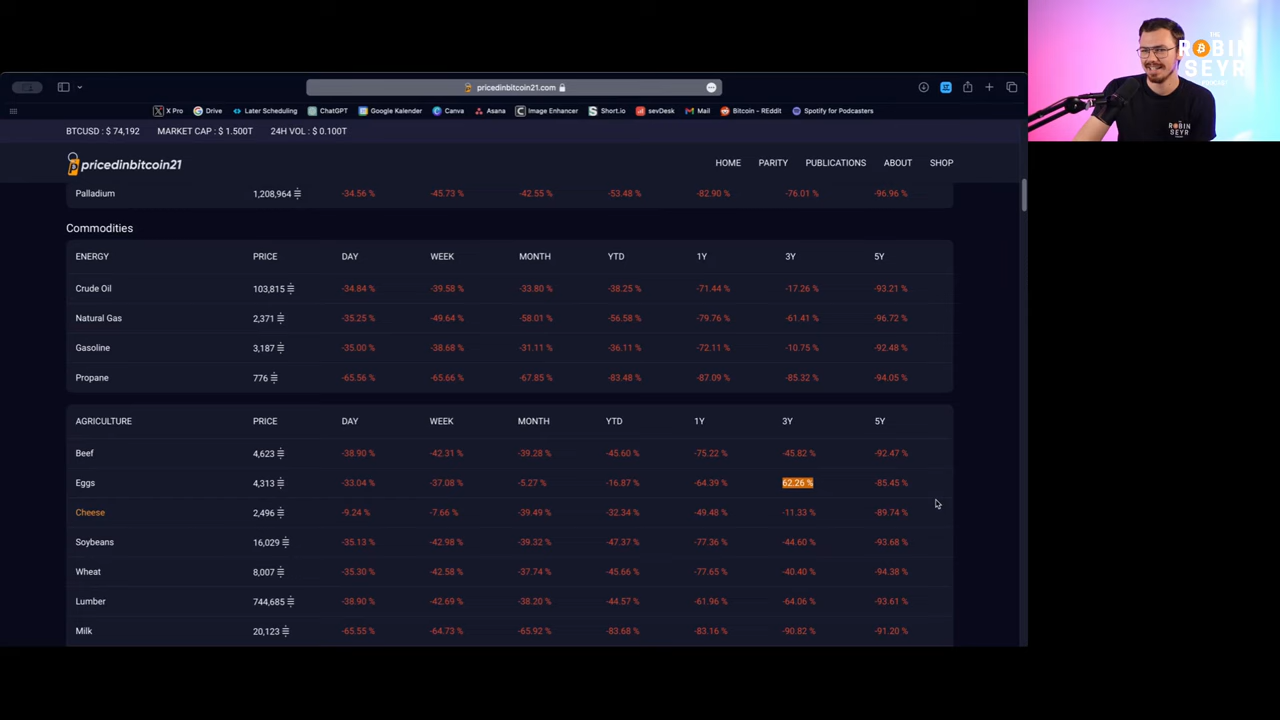 pricedinbitcoin21.com
X Pro Drive Later Scheduling ChatGPT Google Kalender Canva Asana Image Enhancer Short.io sevDesk Mail Bitcoin - REddit Spotify for Podcasters
BTCUSD : $ 74,192 MARKET CAP : $ 1.500T 24H VOL : $ 0.100T
pricedinbitcoin21 HOME PARITY PUBLICATIONS ABOUT SHOP
Palladium 1,208,964 -34.56 % -45.73 % -42.55 % -53.48 % -82.90 % -76.01 % -96.96 %
Commodities
ENERGY PRICE DAY WEEK MONTH YTD 1Y 3Y 5Y
Crude Oil 103,815 -34.84 % -39.58 % -33.80 % -38.25 % -71.44 % -17.26 % -93.21 %
Natural Gas 2,371 -35.25 % -49.64 % -58.01 % -56.58 % -79.76 % -61.41 % -96.72 %
Gasoline 3,187 -35.00 % -38.68 % -31.11 % -36.11 % -72.11 % -10.75 % -92.48 %
Propane 776 -65.56 % -65.66 % -67.85 % -83.48 % -87.09 % -85.32 % -94.05 %
AGRICULTURE PRICE DAY WEEK MONTH YTD 1Y 3Y 5Y
Beef 4,623 -38.90 % -42.31 % -39.28 % -45.60 % -75.22 % -45.82 % -92.47 %
Eggs 4,313 -33.04 % -37.08 % -5.27 % -16.87 % -64.39 % 62.26 % -85.45 %
Cheese 2,496 -9.24 % -7.66 % -39.49 % -32.34 % -49.48 % -11.33 % -89.74 %
Soybeans 16,029 -35.13 % -42.98 % -39.32 % -47.37 % -77.36 % -44.60 % -93.68 %
Wheat 8,007 -35.30 % -42.58 % -37.74 % -45.66 % -77.65 % -40.40 % -94.38 %
Lumber 744,685 -38.90 % -42.69 % -38.20 % -44.57 % -61.96 % -64.06 % -93.61 %
Milk 20,123 -65.55 % -64.73 % -65.92 % -83.68 % -83.16 % -90.82 % -91.20 %
THE
ROBIN
SEYR
PODCAST
ROBIN
SEYR